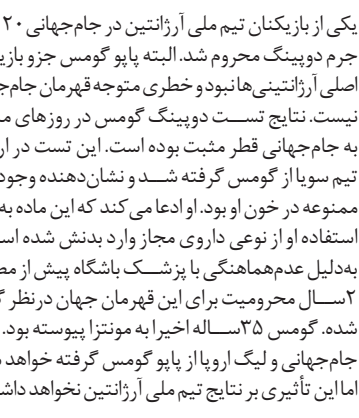 یکی از بازیکنان تیم ملی آرژانتین در جام‌جهانی ۲۰
جرم دوپینگ محروم شد. البته پاپو گومس جزو بازی
اصلی آرژانتینی‌ها نبود و خطری متوجه قهرمان جام‌ج
نیست. نتایج تست دوپینگ گومس در روزهای م
به جام‌جهانی قطر مثبت بوده است. این تست در ار
تیم سویا از گومس گرفته شد و نشان‌دهنده وجود
ممنوعه در خون او بود. او ادعا می‌کند که این ماده به
استفاده او از نوعی داروی مجاز وارد بدنش شده اس
به‌دلیل عدم‌هماهنگی با پزشک باشگاه پیش از مص
۲سال محرومیت برای این قهرمان جهان درنظر گ
شده. گومس ۳۵ساله اخیرا به مونتزا پیوسته بود.
جام‌جهانی و لیگ اروپا از پاپو گومس گرفته خواهد
اما این تأثیری بر نتایج تیم ملی آرژانتین نخواهد داش